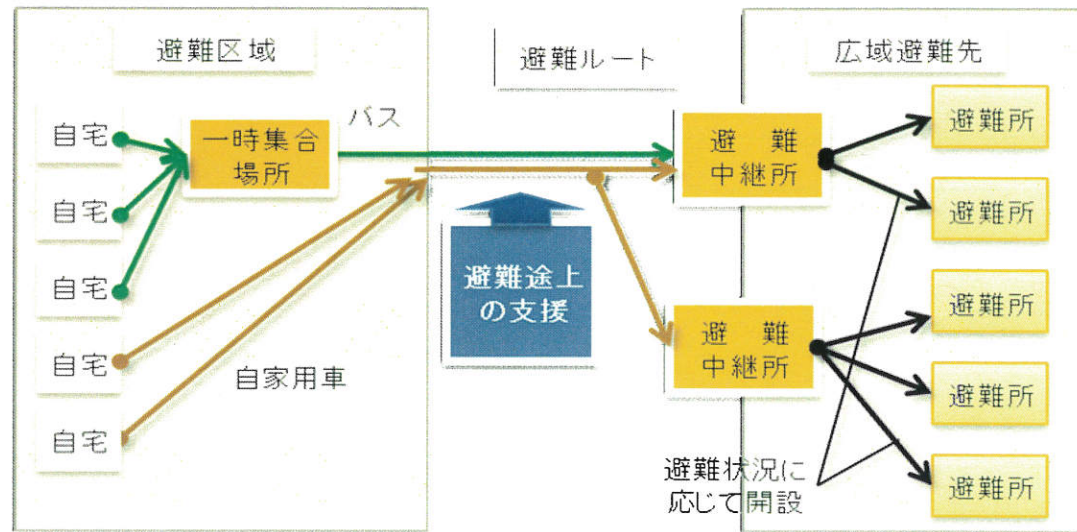 避難区域
避難ルート
広域避難先
自宅
自宅
自宅
自宅
自宅
一時集合
場所
バス
自家用車
避難途上
の支援
避　難
中継所
避　難
中継所
避難所
避難所
避難所
避難所
避難所
避難状況に
応じて開設